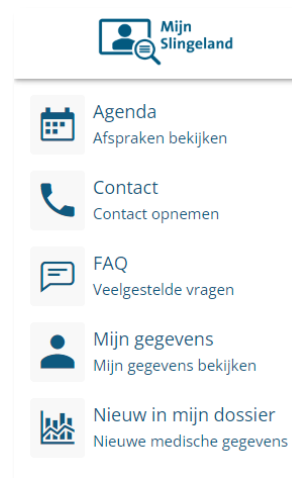 Mijn
Slingeland
Agenda
Afspraken bekijken
Contact
Contact opnemen
FAQ
Veelgestelde vragen
Mijn gegevens
Mijn gegevens bekijken
Nieuw in mijn dossier
Nieuwe medische gegevens